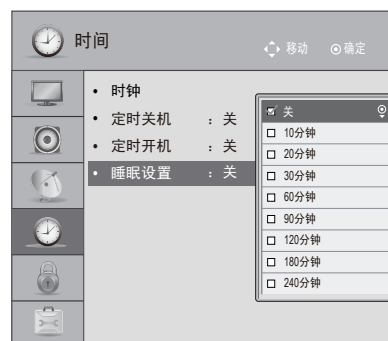 时间
移动 ⊙确定
• 时钟
• 定时关机 : 关
• 定时开机 : 关
• 睡眠设置 : 关
关
10分钟
20分钟
30分钟
60分钟
90分钟
120分钟
180分钟
240分钟